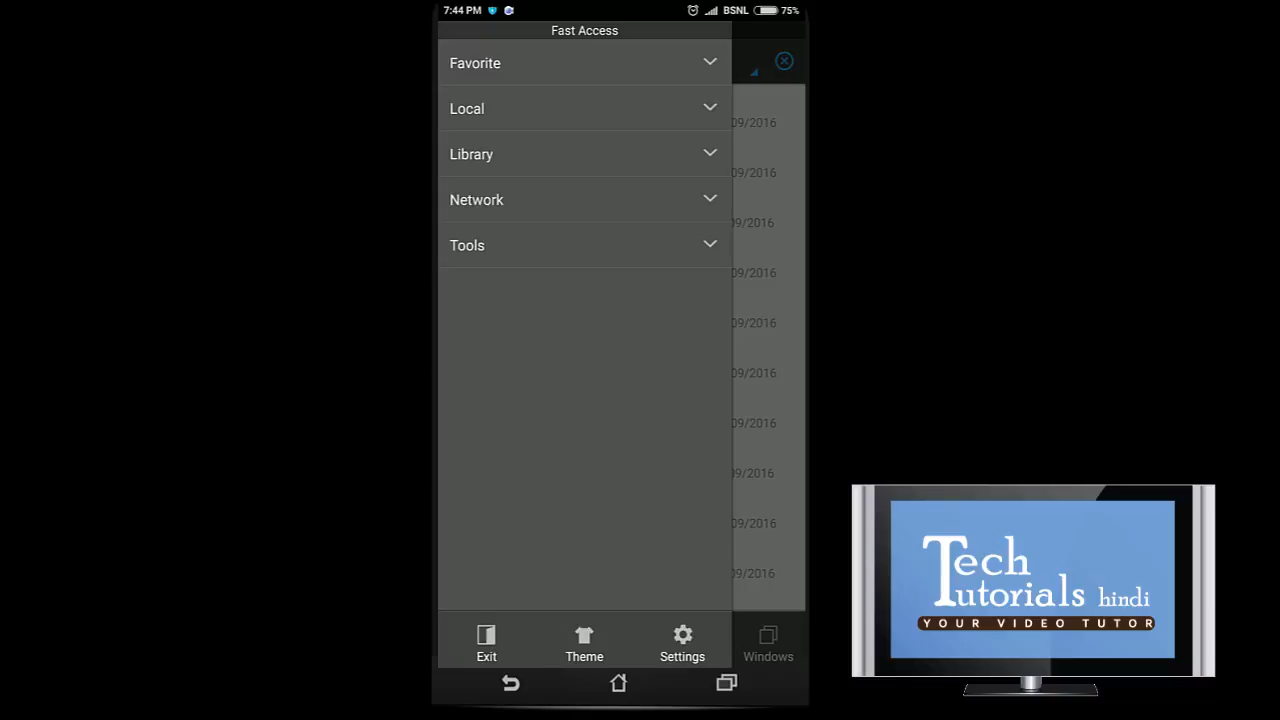 7:44 PM BSNL 75%
Fast Access
Favorite
Local
Library
Network
Tools
09/2016
09/2016
09/2016
09/2016
09/2016
09/2016
09/2016
09/2016
09/2016
09/2016
Exit Theme Settings Windows
Tech
Tutorials hindi
YOUR VIDEO TUTOR